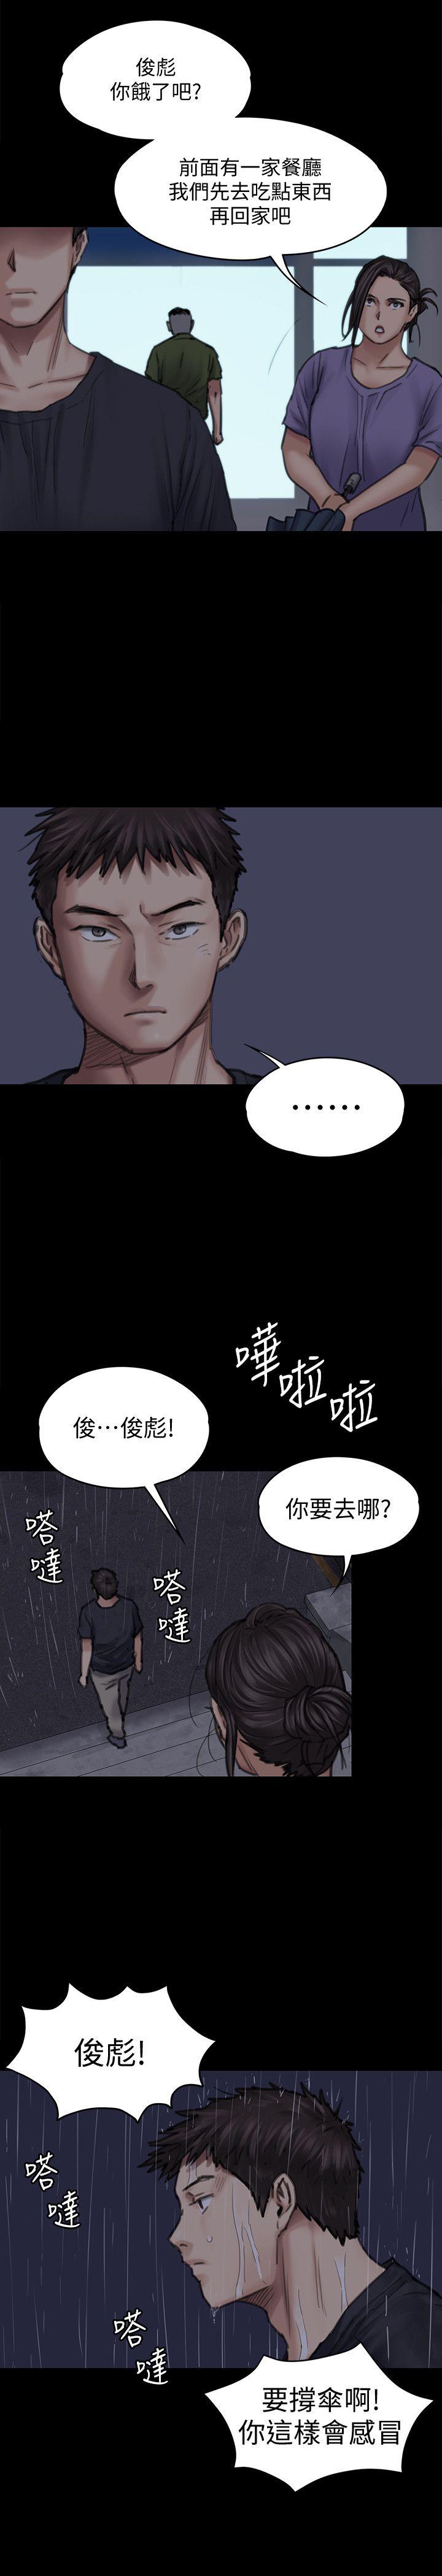 俊彪
你餓了吧?
前面有一家餐廳
我們先去吃點東西
再回家吧
……
嘩啦啦
俊…俊彪!
你要去哪?
嗒噠
嗒噠
俊彪!
嗒噠
嗒噠
要撐傘啊!
你這樣會感冒